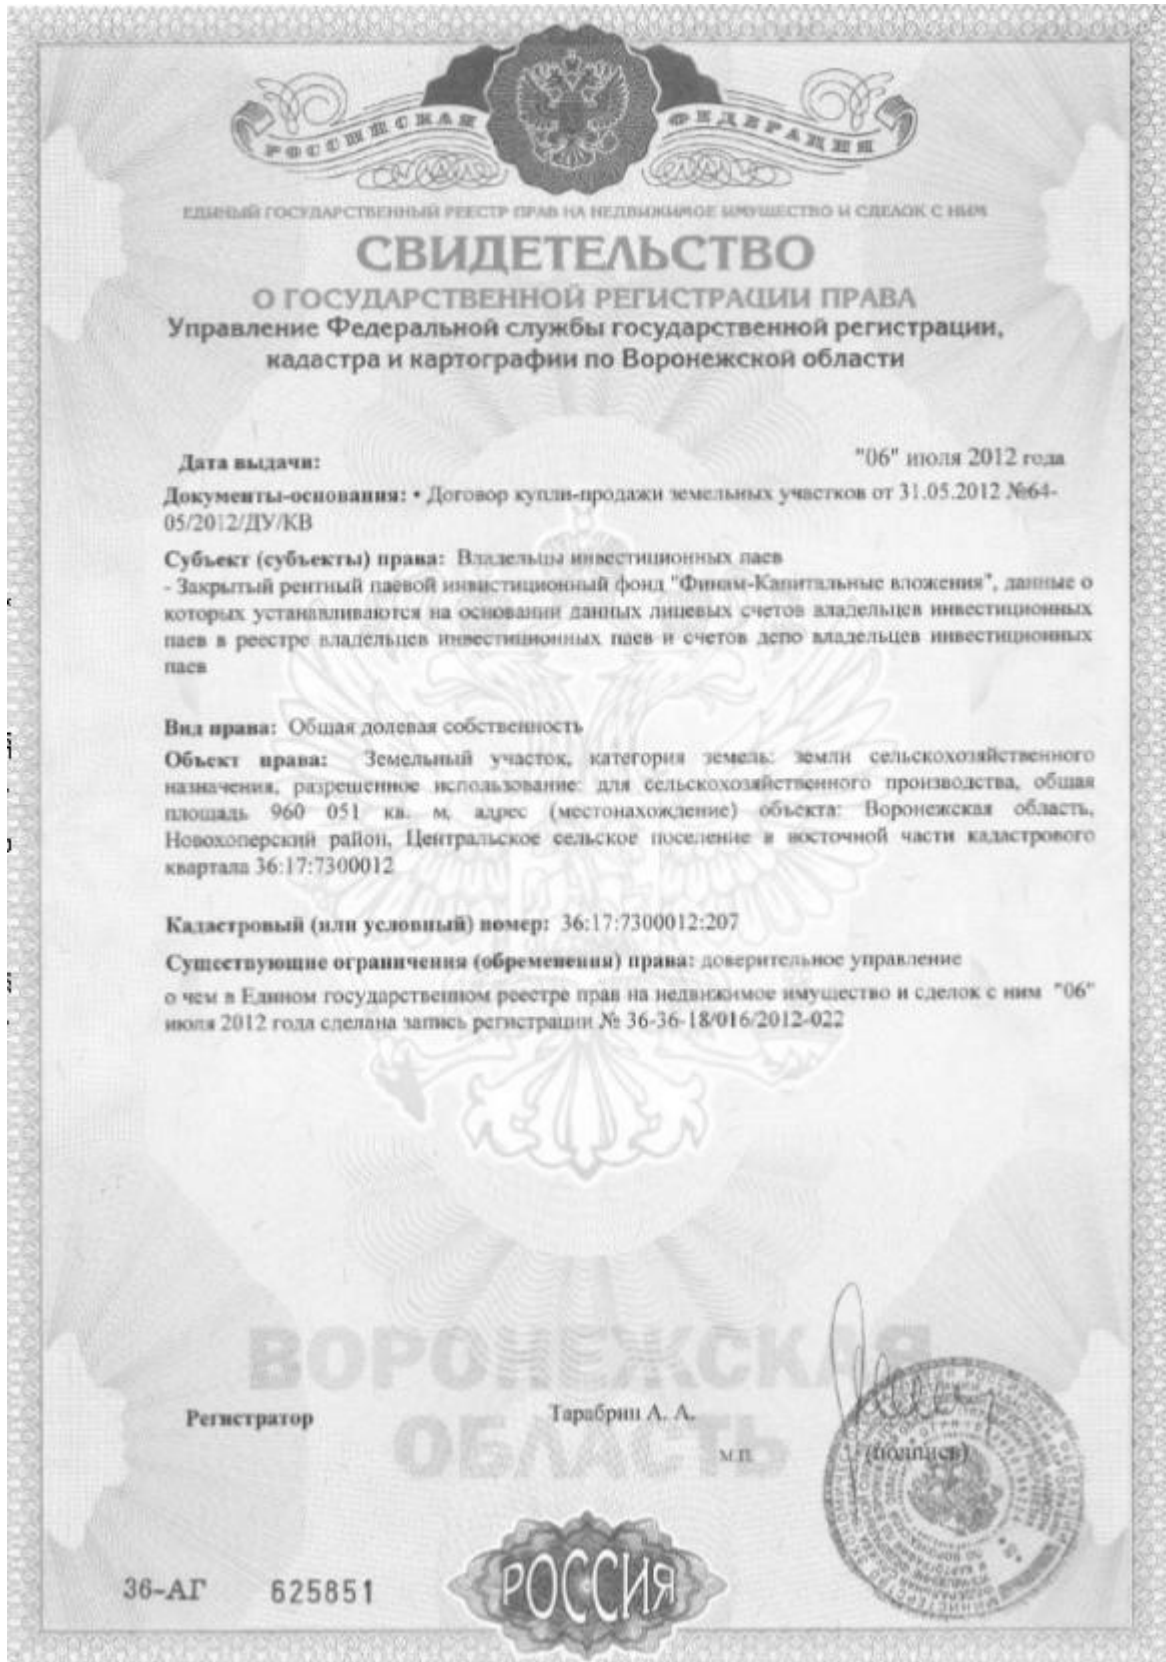 РОССИЙСКАЯ ФЕДЕРАЦИЯ
ЕДИНЫЙ ГОСУДАРСТВЕННЫЙ РЕЕСТР ПРАВ НА НЕДВИЖИМОЕ ИМУЩЕСТВО И СДЕЛОК С НИМ
СВИДЕТЕЛЬСТВО
О ГОСУДАРСТВЕННОЙ РЕГИСТРАЦИИ ПРАВА
Управление Федеральной службы государственной регистрации,
кадастра и картографии по Воронежской области
Дата выдачи: "06" июля 2012 года
Документы-основания: • Договор купли-продажи земельных участков от 31.05.2012 №64-
05/2012/ДУ/КВ
Субъект (субъекты) права: Владельцы инвестиционных паев
- Закрытый рентный паевой инвистиционный фонд "Финам-Капитальные вложения", данные о
которых устанавливаются на основании данных лицевых счетов владельцев инвестиционных
паев в реестре владельцев инвестиционных паев и счетов депо владельцев инвестиционных
паев
Вид права: Общая долевая собственность
Объект права: Земельный участок, категория земель: земли сельскохозяйственного
назначения, разрешенное использование: для сельскохозяйственного производства, общая
площадь 960 051 кв. м, адрес (местонахождение) объекта: Воронежская область,
Новохоперский район, Центральское сельское поселение в восточной части кадастрового
квартала 36:17:7300012
Кадастровый (или условный) номер: 36:17:7300012:207
Существующие ограничения (обременения) права: доверительное управление
о чем в Едином государственном реестре прав на недвижимое имущество и сделок с ним "06"
июля 2012 года сделана запись регистрации № 36-36-18/016/2012-022
ВОРОНЕЖСКАЯ
ОБЛАСТЬ
Регистратор Тарабрин А. А.
м.п. (подпись)
36-АГ 625851
РОССИЯ